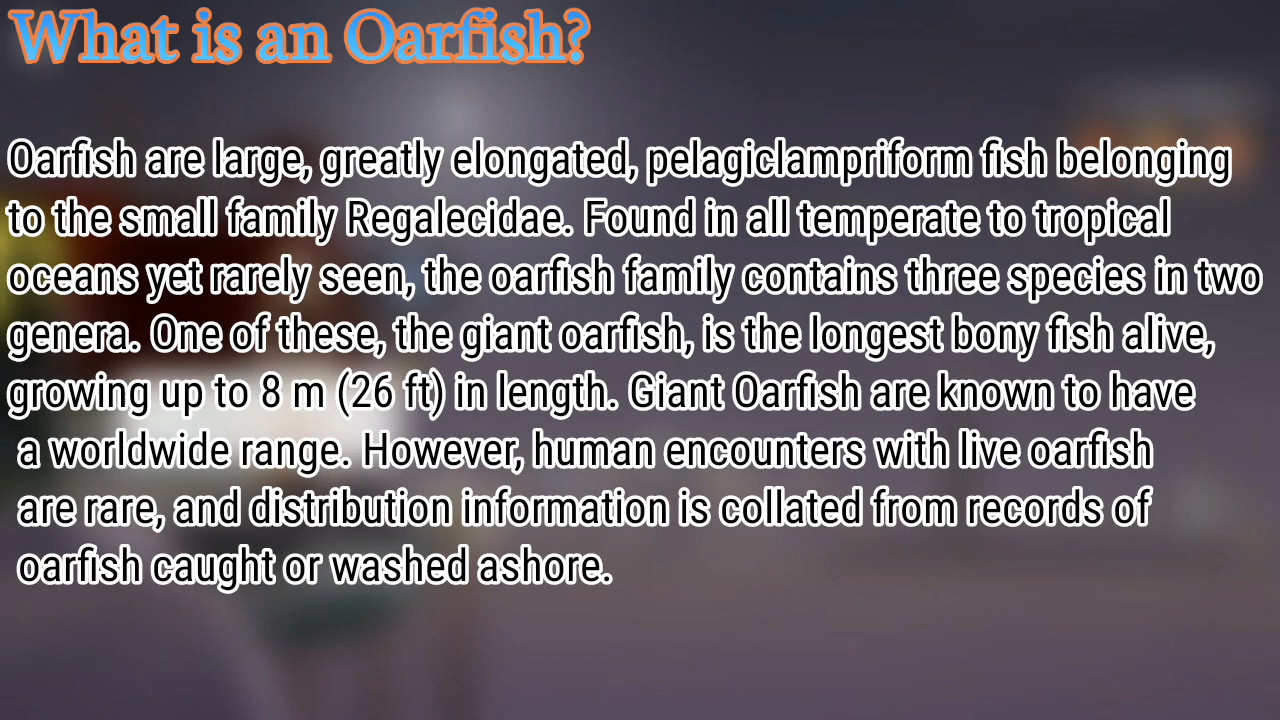 What is an Oarfish?
Oarfish are large, greatly elongated, pelagiclampriform fish belonging
to the small family Regalecidae. Found in all temperate to tropical
oceans yet rarely seen, the oarfish family contains three species in two
genera. One of these, the giant oarfish, is the longest bony fish alive,
growing up to 8 m (26 ft) in length. Giant Oarfish are known to have
a worldwide range. However, human encounters with live oarfish
are rare, and distribution information is collated from records of
oarfish caught or washed ashore.